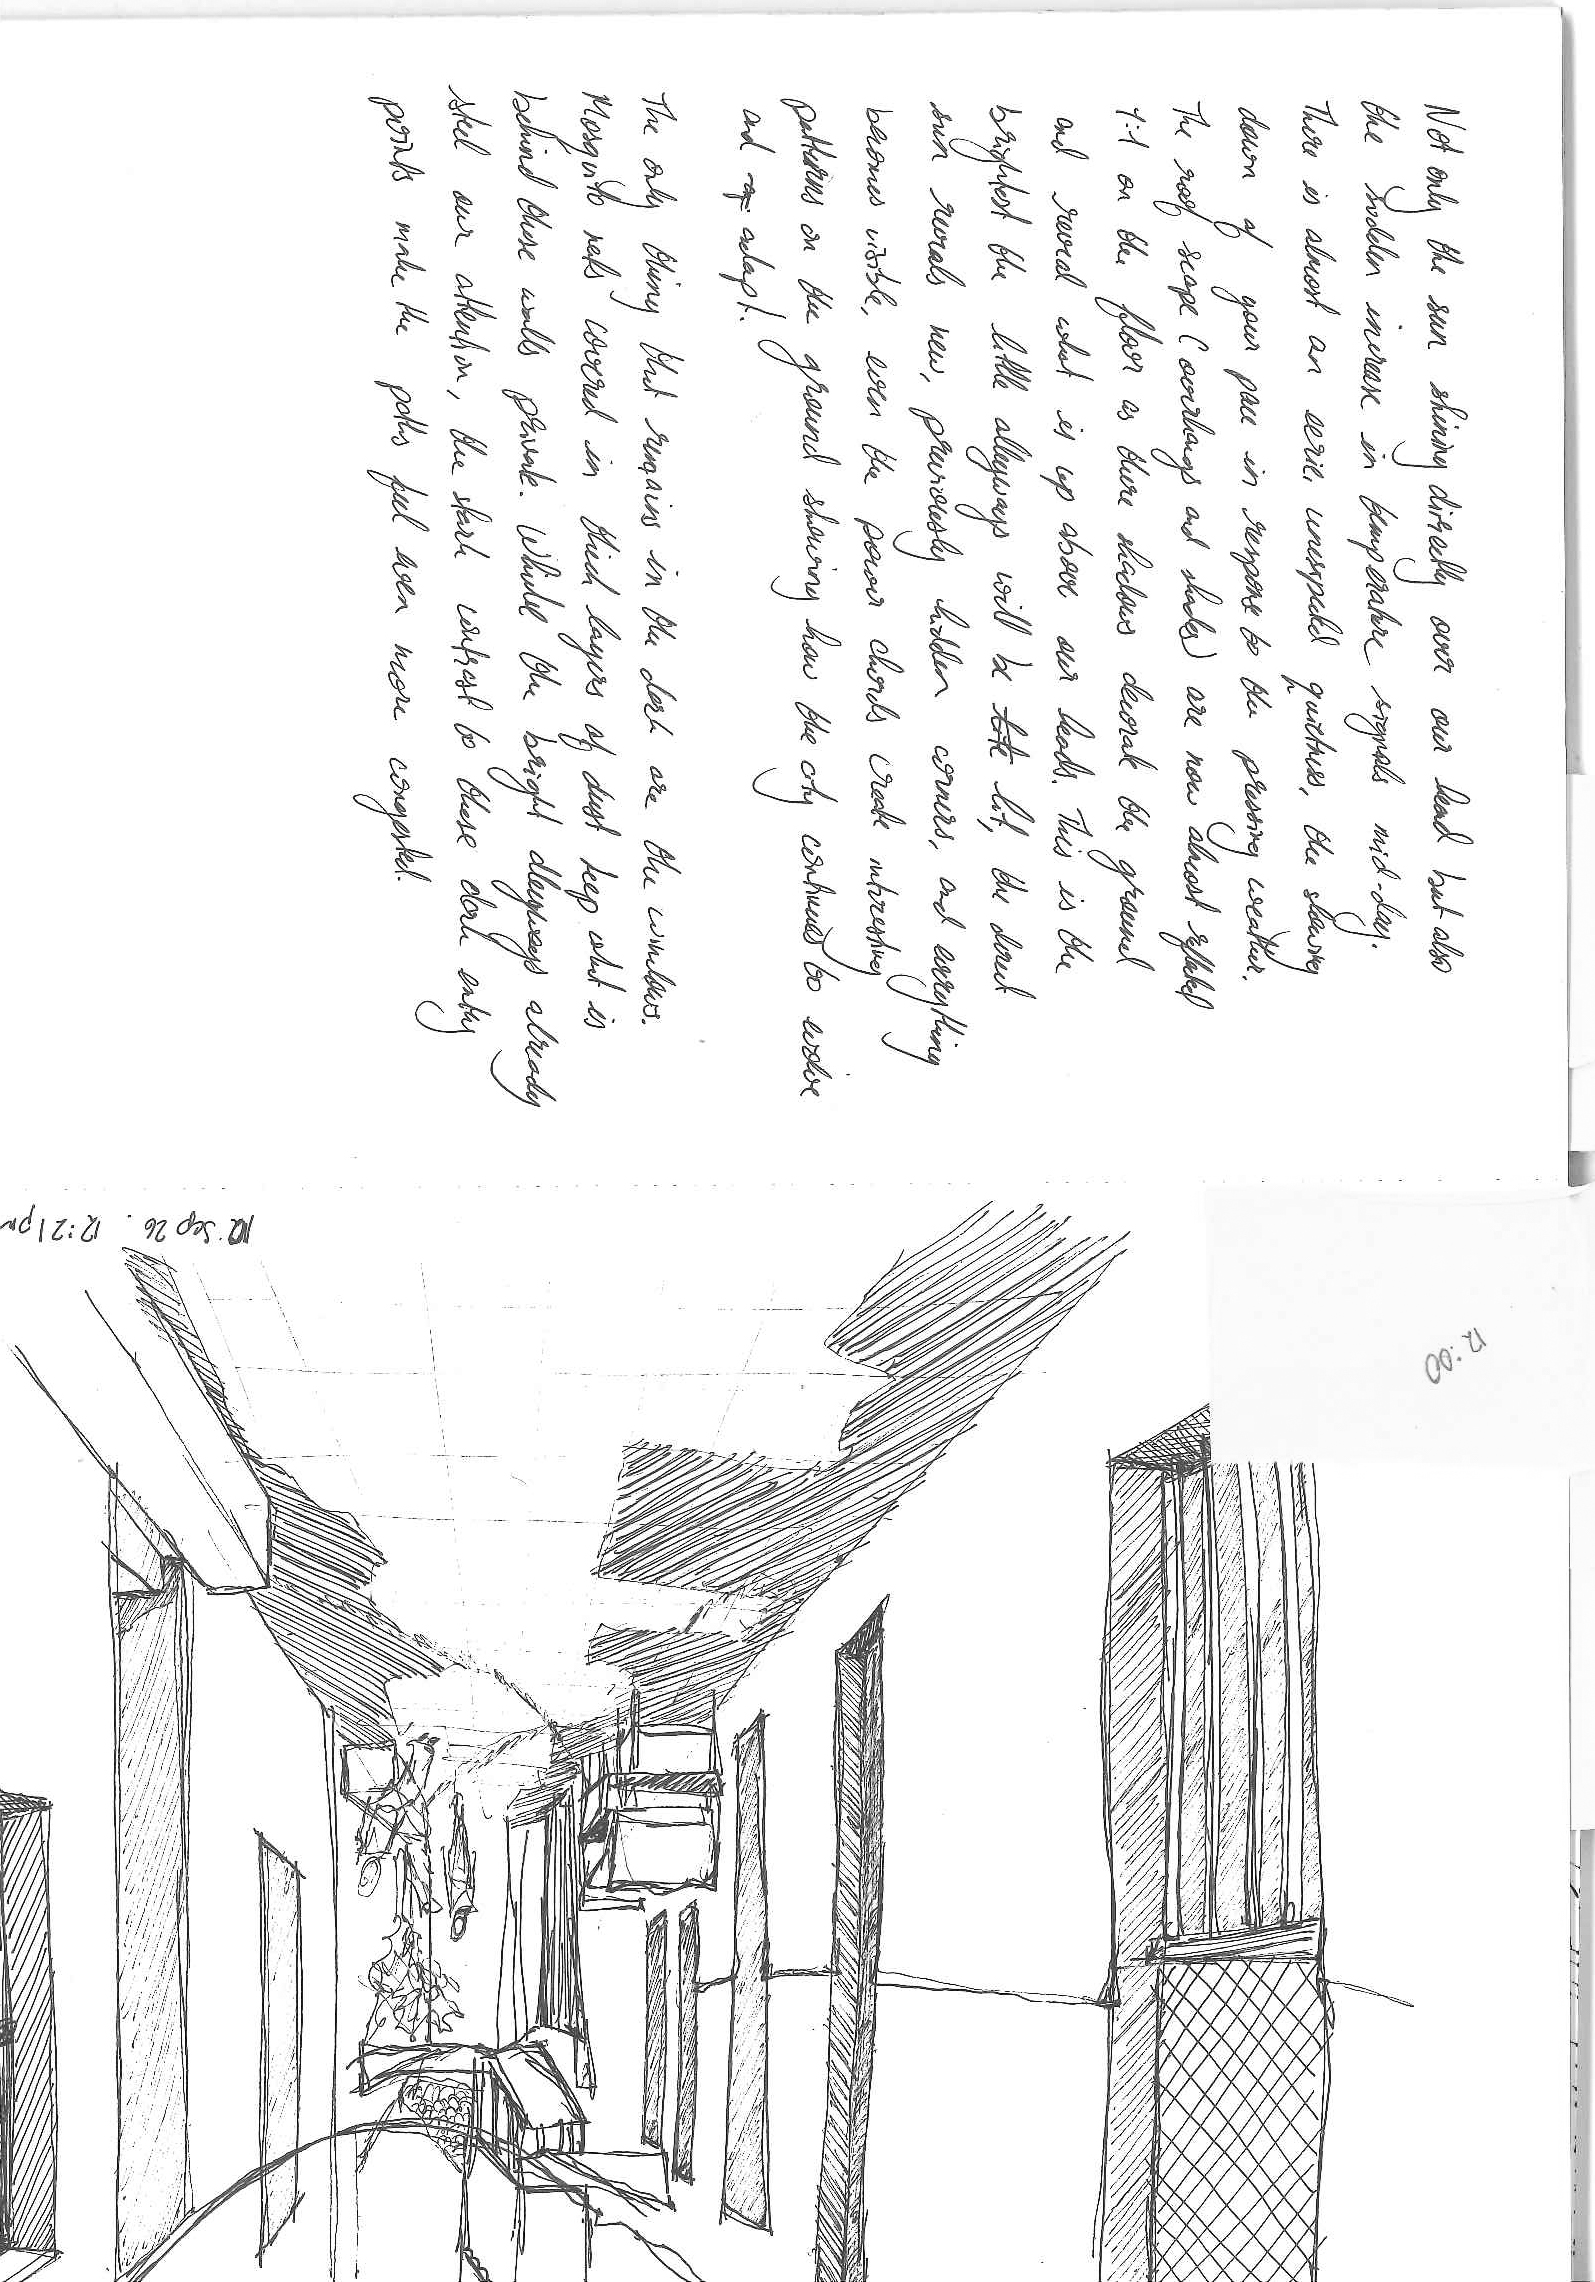 Not only the sun shining directly over our head but also
the sudden increase in temperature signals mid-day.
There is almost an eerie, unexpected quietness, the slowing
down of your pace in response to the pressing weather.
The roof scape (overhangs and shades) are now almost reflected
1:1 on the floor as there shadows decorate the ground
and reveal what is up above our heads. This is the
brightest the little alleyways will be lit, the direct
sun reveals new, previously hidden corners, and everything
becomes visible, even the power chords create interesting
patterns on the ground showing how the city continues to evolve
and adapt.
The only thing that remains in the dark are the windows.
Mosquito nets covered in thick layers of dust keep what is
behind those walls private. While the bright alleyways already
steal our attention, the stark contrast to these dark entry
points make the paths feel even more congested.
12:00
12 Sep 26. 12:21pm